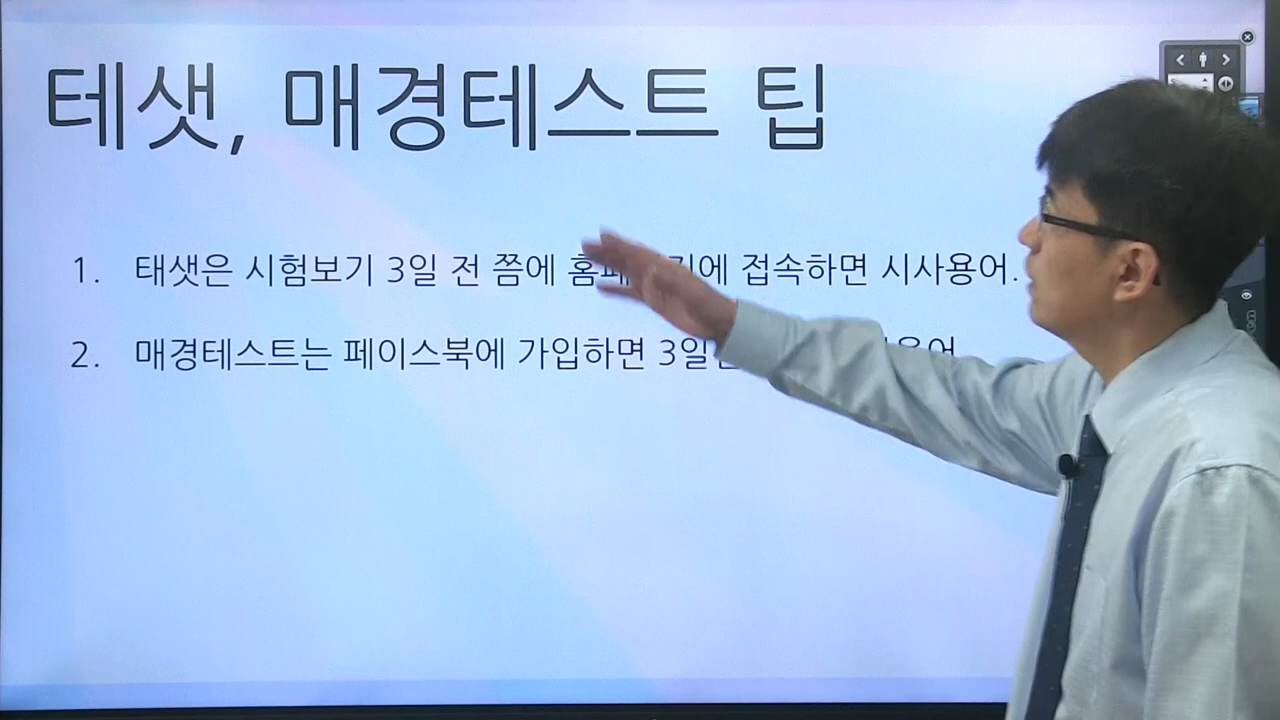 테샛, 매경테스트 팁
1. 태샛은 시험보기 3일 전 쯤에 접속하면 시사용어.
2. 매경테스트는 페이스북에 가입하면